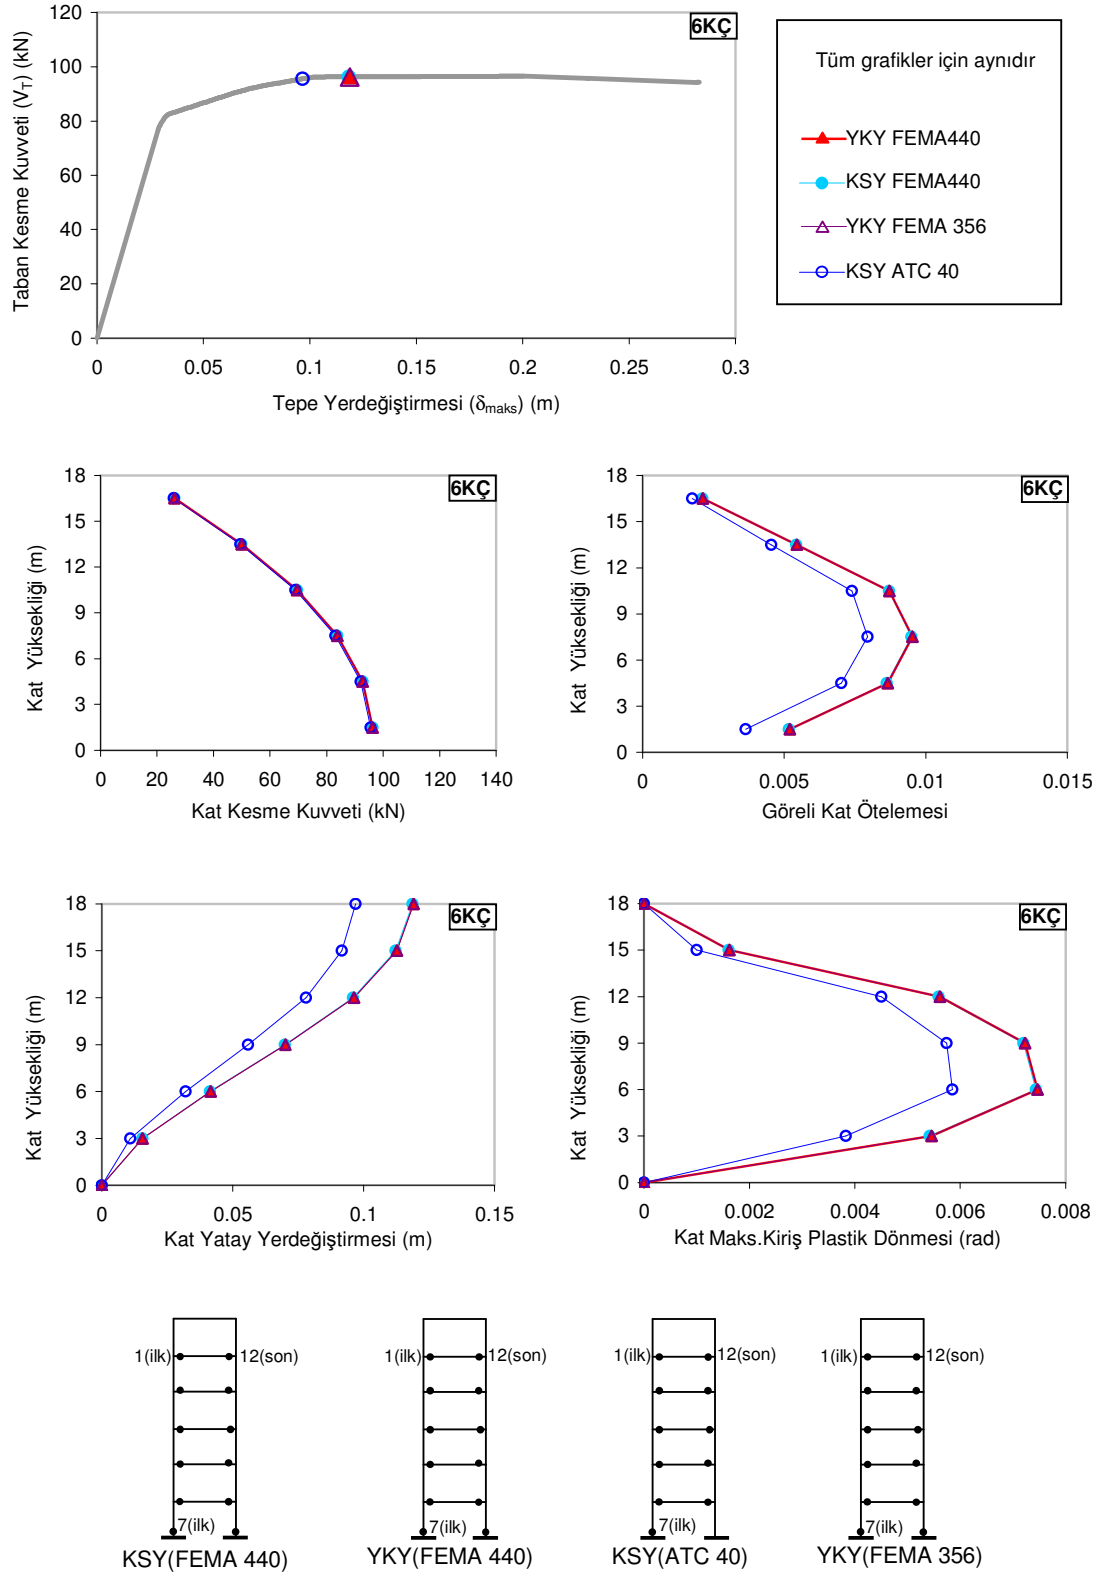 120
100
80
60
40
20
0
Taban Kesme Kuvveti (VT) (kN)
6KÇ
0 0.05 0.1 0.15 0.2 0.25 0.3
Tepe Yerdeğiştirmesi (δmaks) (m)
Tüm grafikler için aynıdır
YKY FEMA440
KSY FEMA440
YKY FEMA 356
KSY ATC 40
18
15
12
9
6
3
0
Kat Yüksekliği (m)
6KÇ
0 20 40 60 80 100 120 140
Kat Kesme Kuvveti (kN)
18
15
12
9
6
3
0
Kat Yüksekliği (m)
6KÇ
0 0.005 0.01 0.015
Göreli Kat Ötelemesi
18
15
12
9
6
3
0
Kat Yüksekliği (m)
6KÇ
0 0.05 0.1 0.15
Kat Yatay Yerdeğiştirmesi (m)
18
15
12
9
6
3
0
Kat Yüksekliği (m)
6KÇ
0 0.002 0.004 0.006 0.008
Kat Maks.Kiriş Plastik Dönmesi (rad)
1(ilk) 12(son)
7(ilk)
KSY(FEMA 440)
1(ilk) 12(son)
7(ilk)
YKY(FEMA 440)
1(ilk) 12(son)
7(ilk)
KSY(ATC 40)
1(ilk) 12(son)
7(ilk)
YKY(FEMA 356)